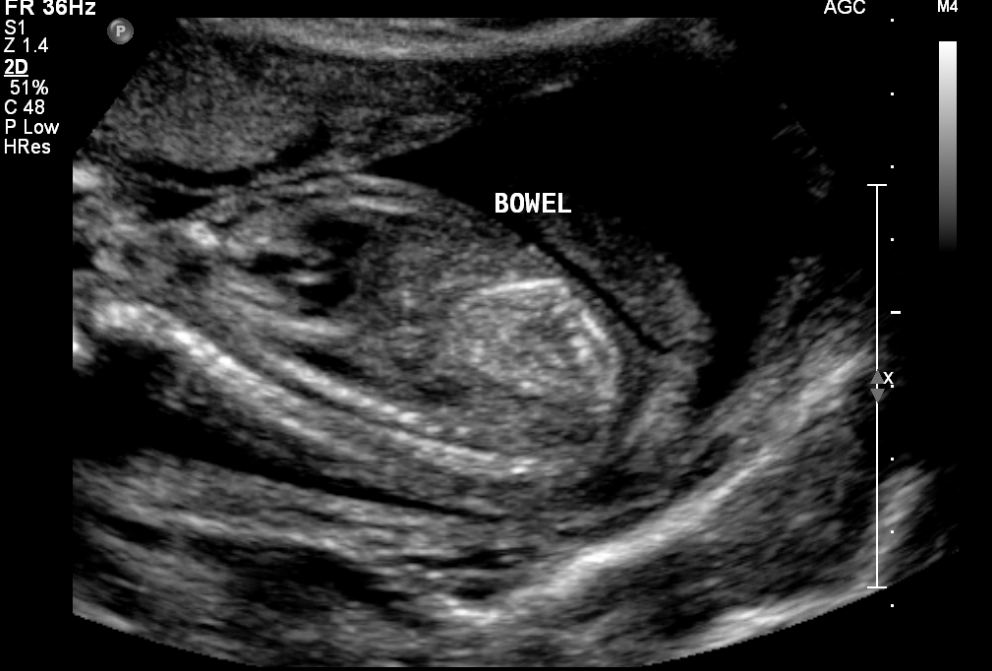 FR 36Hz
S1
Z 1.4
2D
51%
C 48
P Low
HRes
P
AGC
M4
BOWEL
X